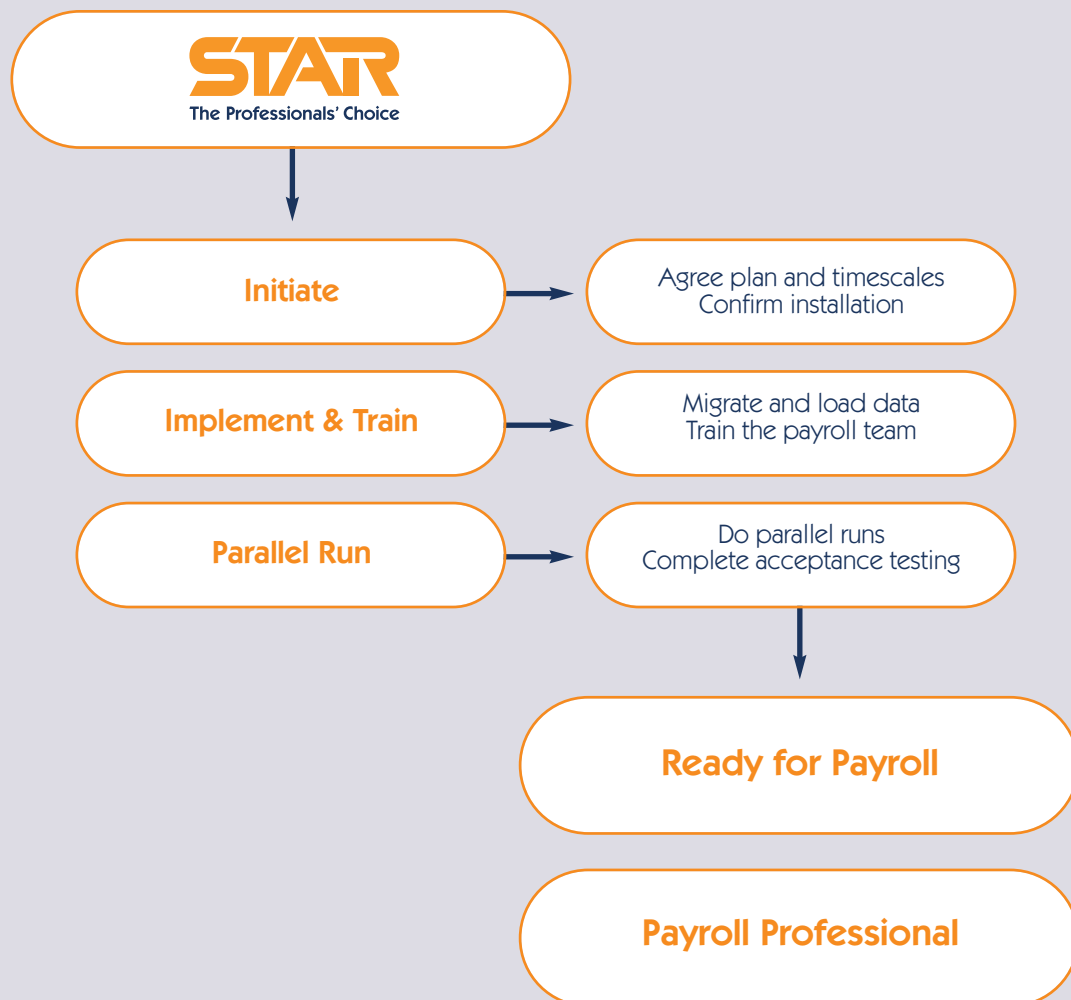 STAR
The Professionals' Choice
Initiate
Agree plan and timescales
Confirm installation
Implement & Train
Migrate and load data
Train the payroll team
Parallel Run
Do parallel runs
Complete acceptance testing
Ready for Payroll
Payroll Professional